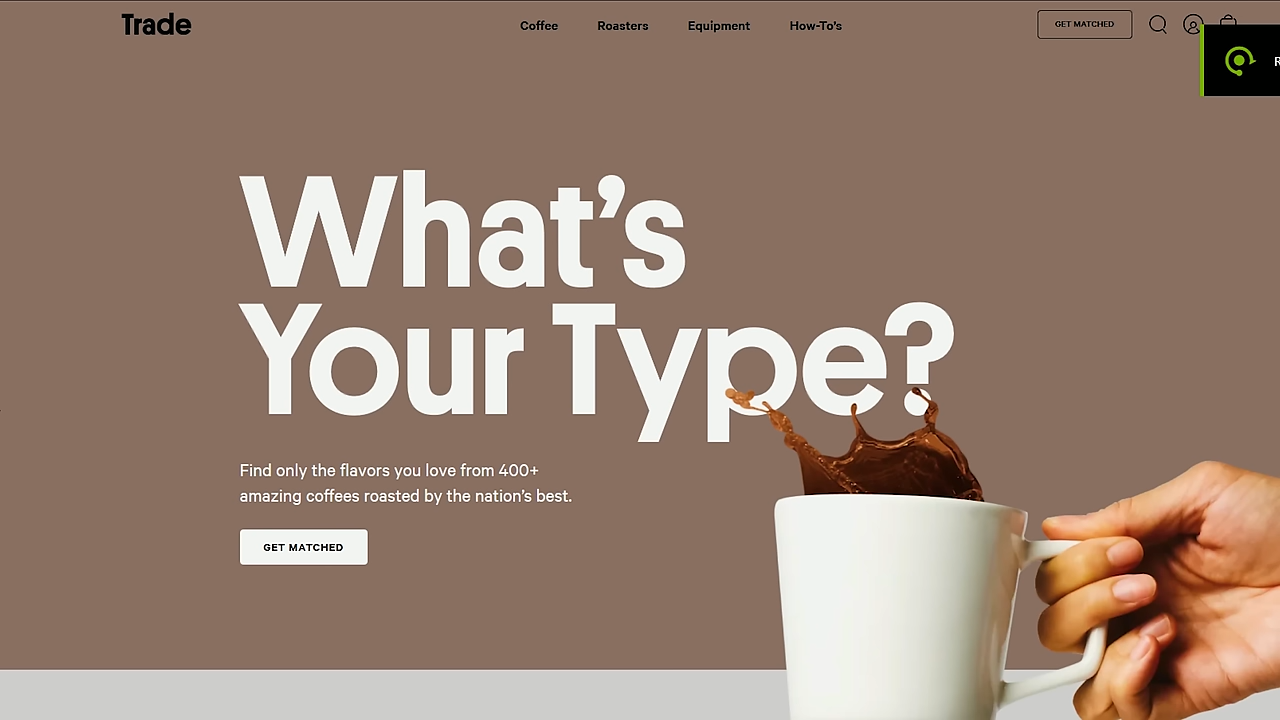 Trade
Coffee
Roasters
Equipment
How-To's
GET MATCHED
R
What's
Your Type?
Find only the flavors you love from 400+
amazing coffees roasted by the nation's best.
GET MATCHED